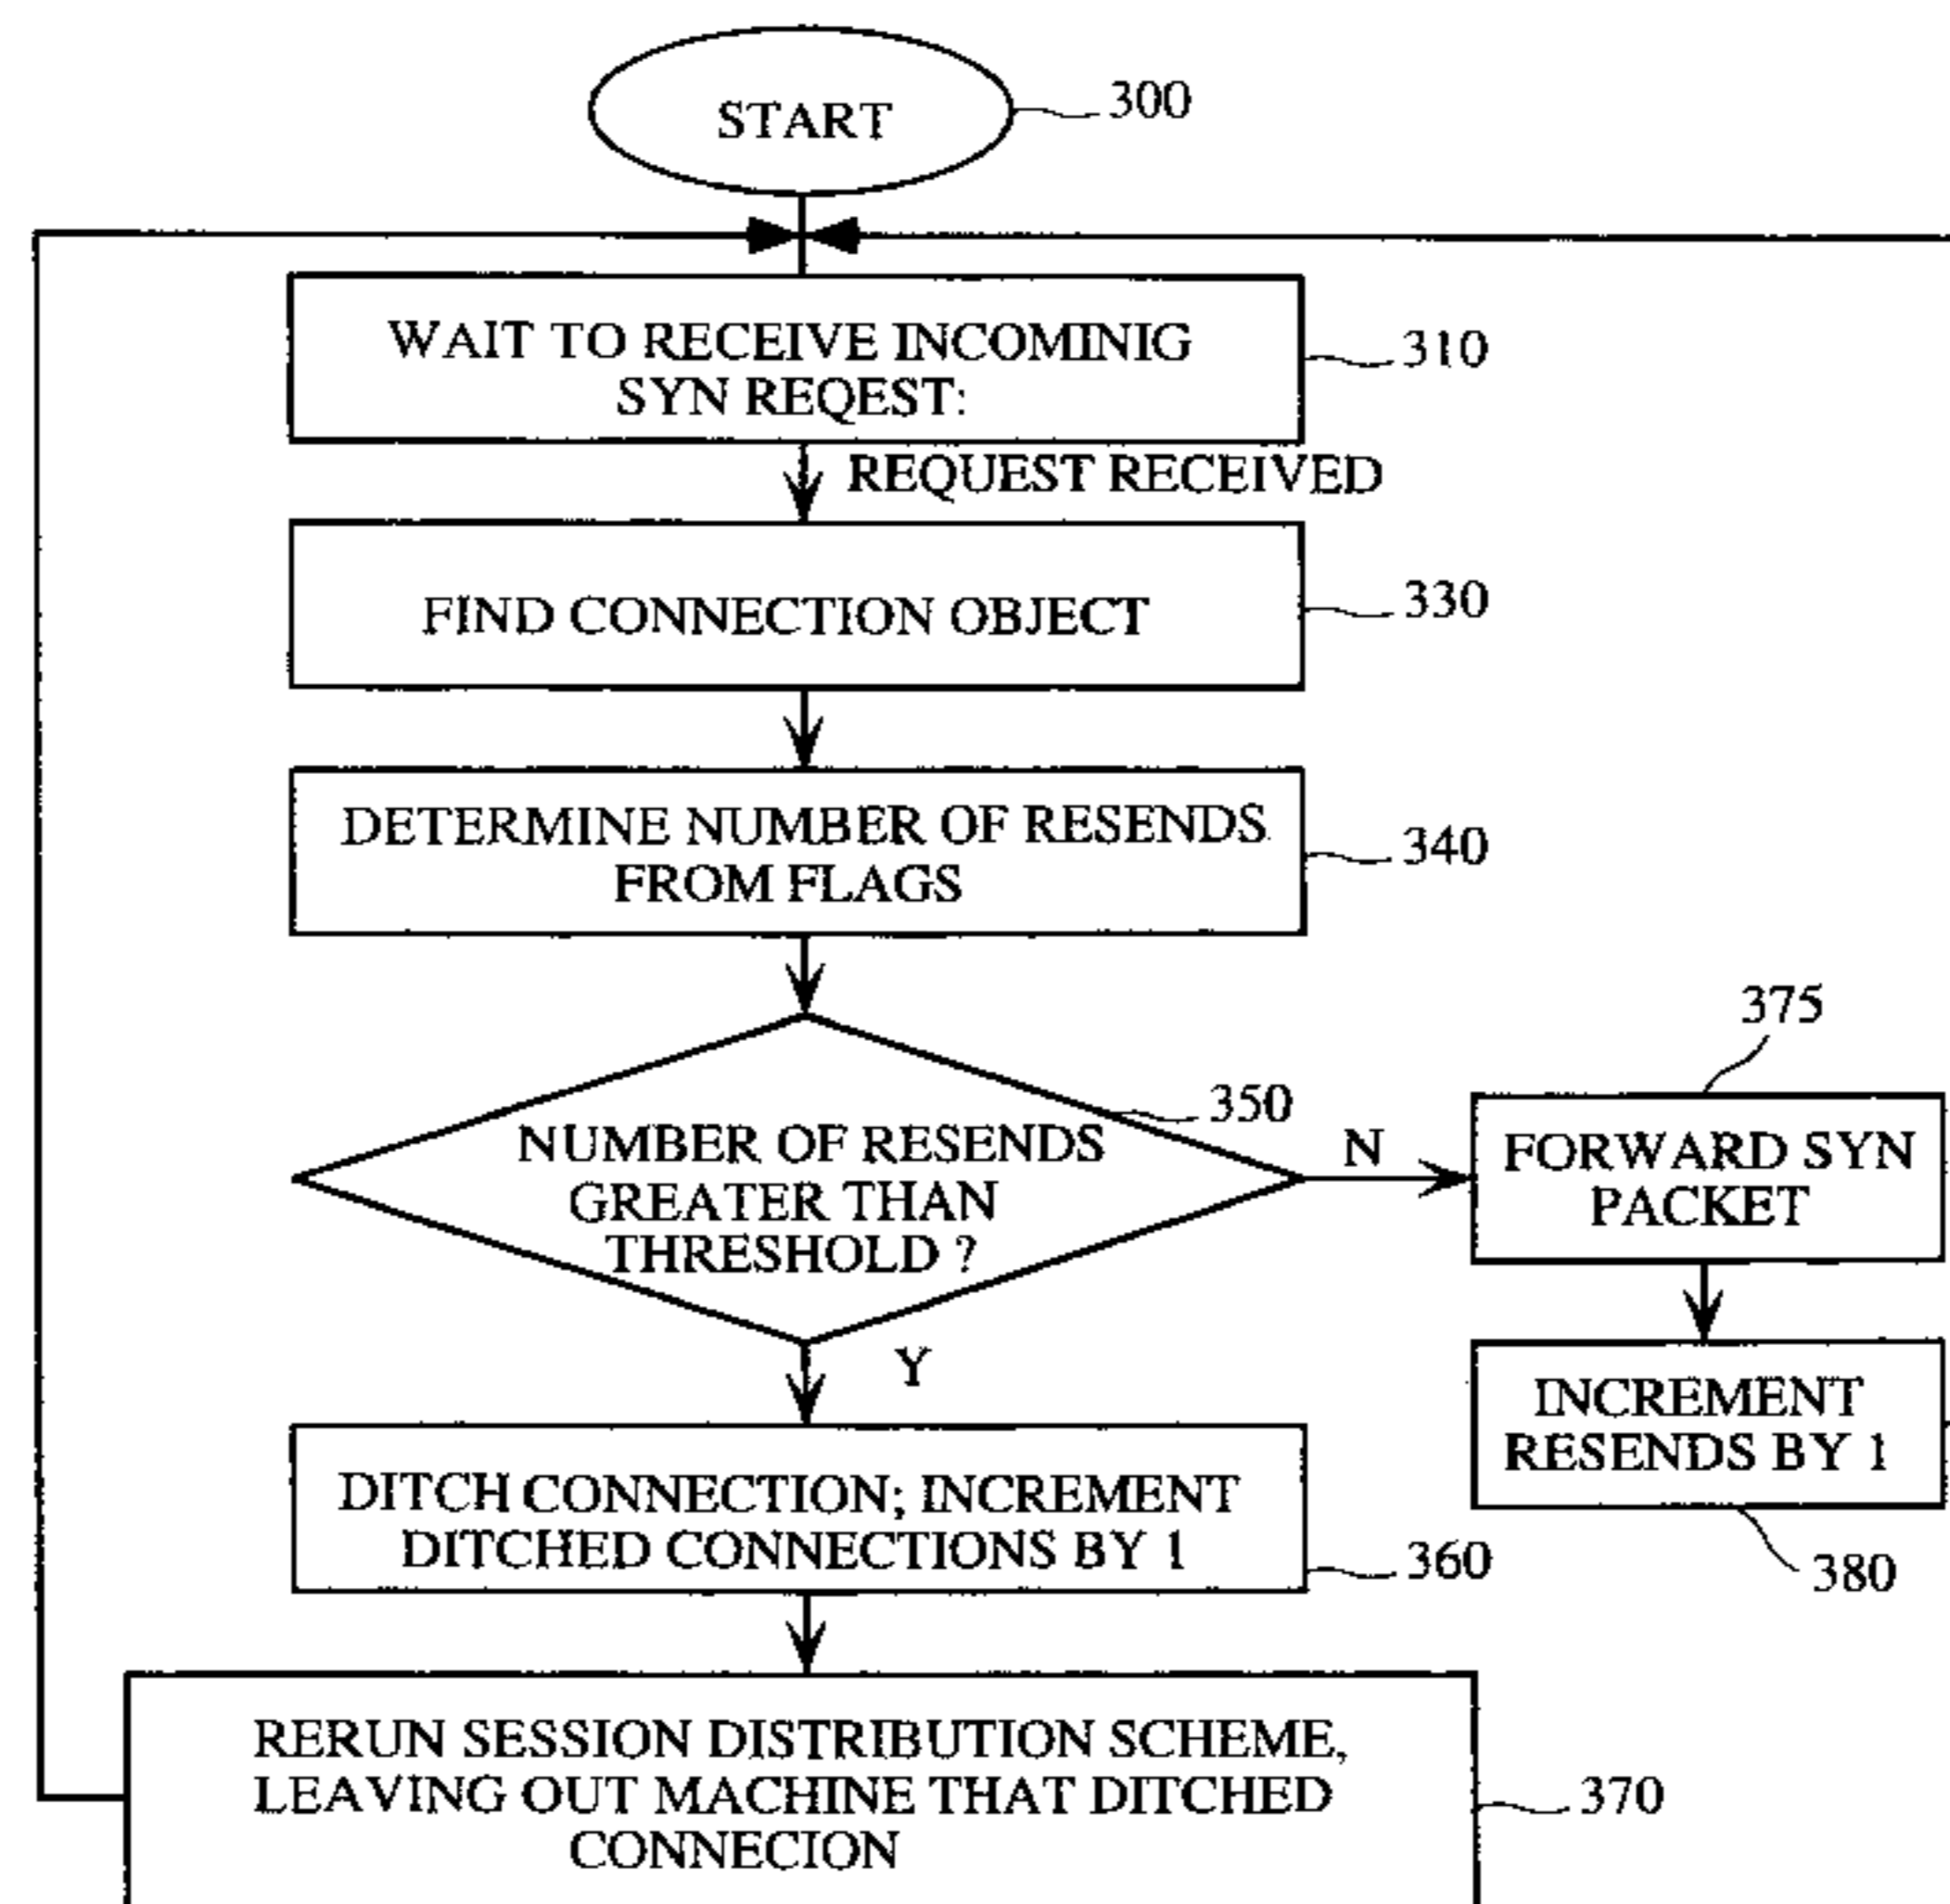 START
300
WAIT TO RECEIVE INCOMINIG
SYN REQEST:
310
REQUEST RECEIVED
FIND CONNECTION OBJECT
330
DETERMINE NUMBER OF RESENDS
FROM FLAGS
340
NUMBER OF RESENDS
GREATER THAN
THRESHOLD ?
350
N
375
FORWARD SYN
PACKET
INCREMENT
RESENDS BY 1
380
Y
DITCH CONNECTION; INCREMENT
DITCHED CONNECTIONS BY 1
360
RERUN SESSION DISTRIBUTION SCHEME,
LEAVING OUT MACHINE THAT DITCHED
CONNECION
370